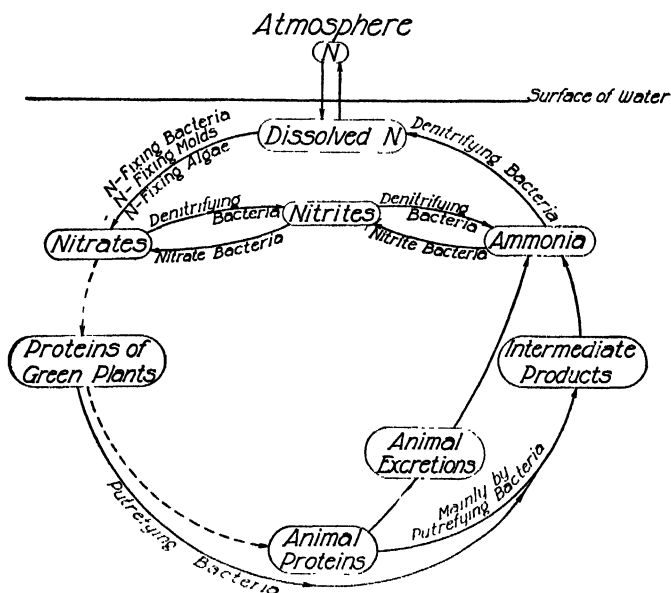 Atmosphere
N
Surface of Water
Dissolved N
Denitrifying Bacteria
N-Fixing Bacteria
N-Fixing Molds
N-Fixing Algae
Denitrifying
Bacteria
Nitrites
Denitrifying
Bacteria
Nitrates
Nitrate Bacteria
Nitrite Bacteria
Ammonia
Proteins of
Green Plants
Intermediate
Products
Animal
Excretions
Mainly by
Putrefying Bacteria
Putrefying Bacteria
Animal
Proteins